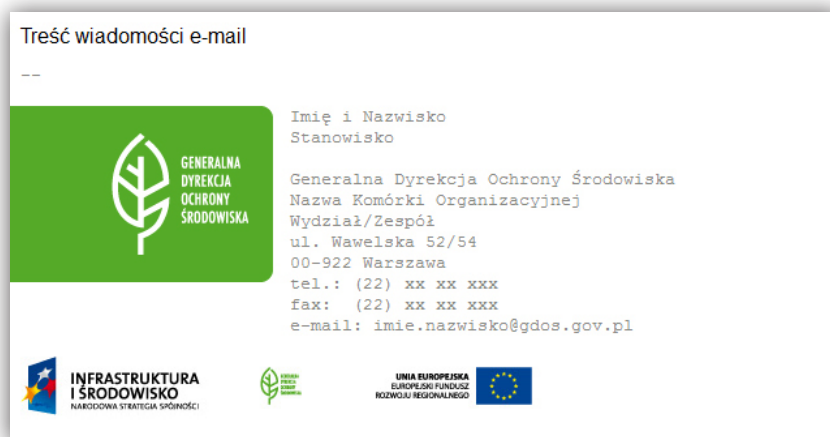 Treść wiadomości e-mail
--
GENERALNA
DYREKCJA
OCHRONY
ŚRODOWISKA
Imię i Nazwisko
Stanowisko
Generalna Dyrekcja Ochrony Środowiska
Nazwa Komórki Organizacyjnej
Wydział/Zespół
ul. Wawelska 52/54
00-922 Warszawa
tel.: (22) xx xx xxx
fax: (22) xx xx xxx
e-mail: imie.nazwisko@gdos.gov.pl
INFRASTRUKTURA
I ŚRODOWISKO
NARODOWA STRATEGIA SPÓJNOŚCI
UNIA EUROPEJSKA
EUROPEJSKI FUNDUSZ
ROZWOJU REGIONALNEGO